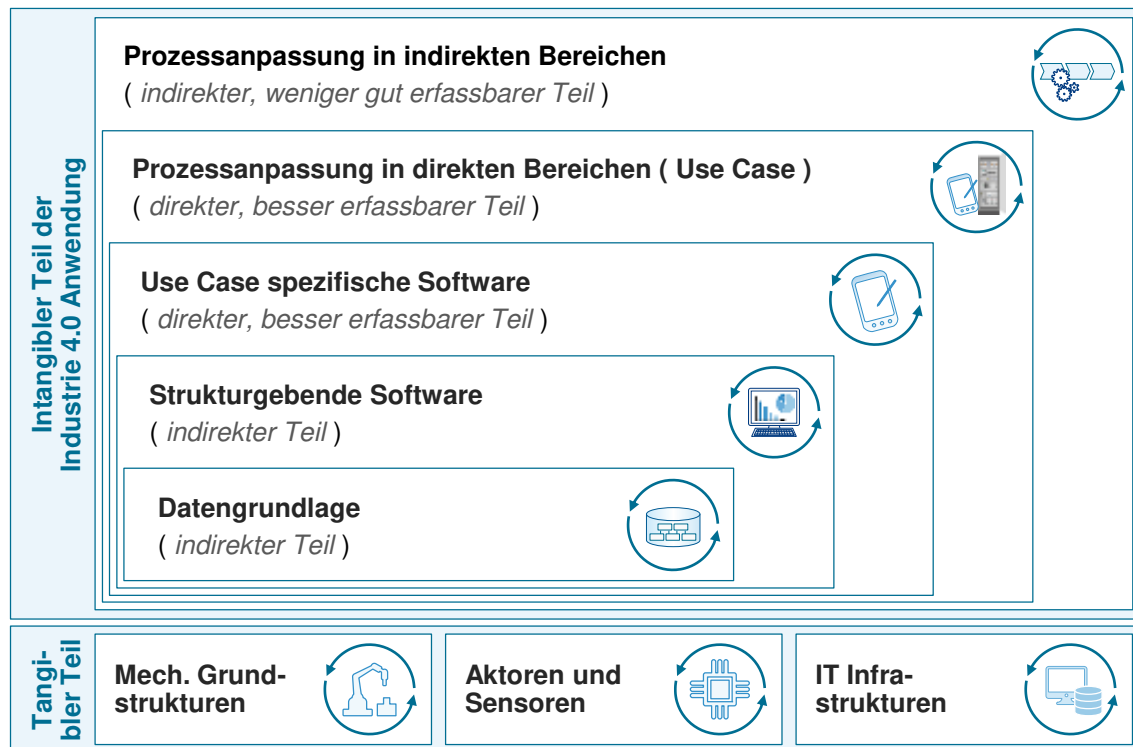 Intangibler Teil der
Industrie 4.0 Anwendung
Prozessanpassung in indirekten Bereichen
( indirekter, weniger gut erfassbarer Teil )
Prozessanpassung in direkten Bereichen ( Use Case )
( direkter, besser erfassbarer Teil )
Use Case spezifische Software
( direkter, besser erfassbarer Teil )
Strukturgebende Software
( indirekter Teil )
Datengrundlage
( indirekter Teil )
Tangi-
bler Teil
Mech. Grund-
strukturen
Aktoren und
Sensoren
IT Infra-
strukturen